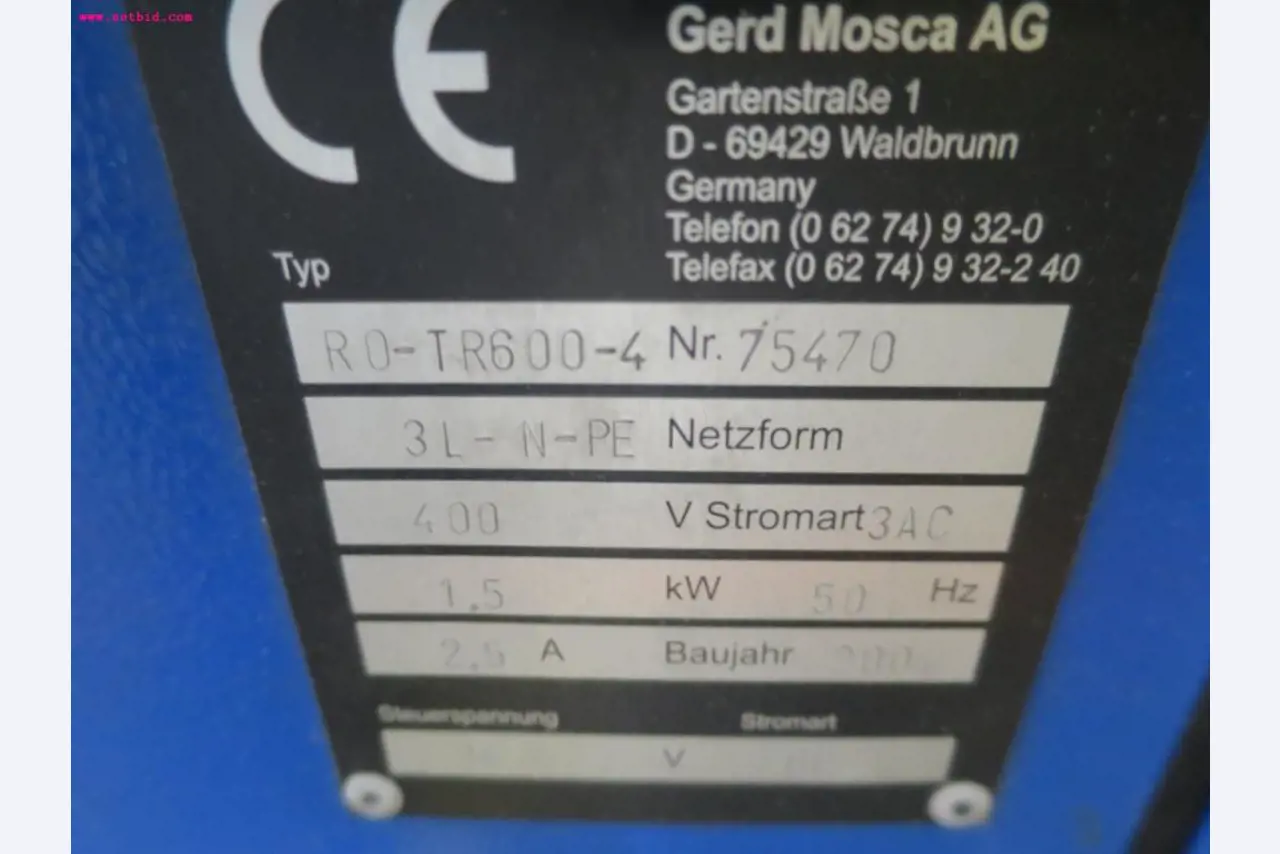 www.setbid.com
CE
Gerd Mosca AG
Gartenstraße 1
D - 69429 Waldbrunn
Germany
Telefon (0 62 74) 9 32-0
Telefax (0 62 74) 9 32-2 40
Typ
RO-TR600-4 Nr. 75470
3L-N-PE Netzform
400 V Stromart 3AC
1.5 kW 50 Hz
2.5 A Baujahr
Steuerspannung Stromart
V